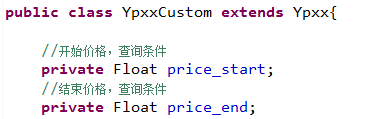 public class YpxxCustom extends Ypxx{
//开始价格，查询条件
private Float price_start;
//结束价格，查询条件
private Float price_end;